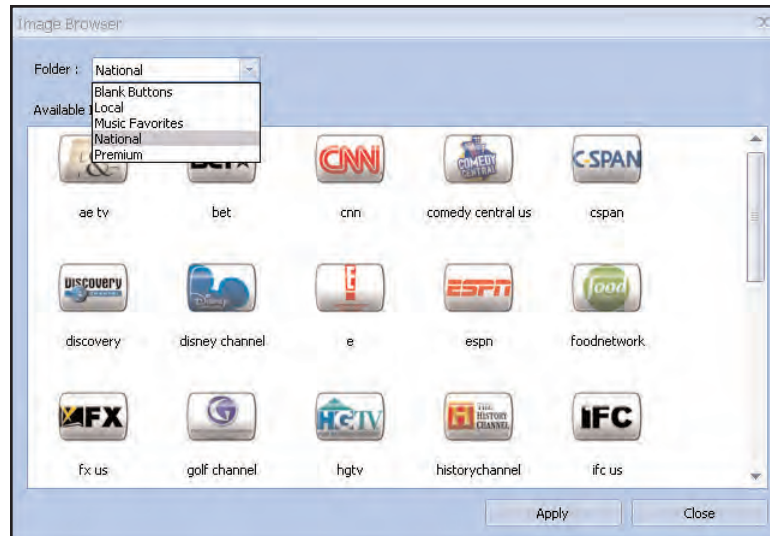 Image Browser
Folder : National
Blank Buttons
Local
Music Favorites
National
Premium
Available
CNN
COMEDY CENTRAL
C-SPAN
ae tv
bet
cnn
comedy central us
cspan
DISCOVERY CHANNEL
Disney
E
ESPN
food
discovery
disney channel
e
espn
foodnetwork
FX
G
HGTV
H THE HISTORY CHANNEL
iFC
fx us
golf channel
hgtv
historychannel
ifc us
Apply
Close